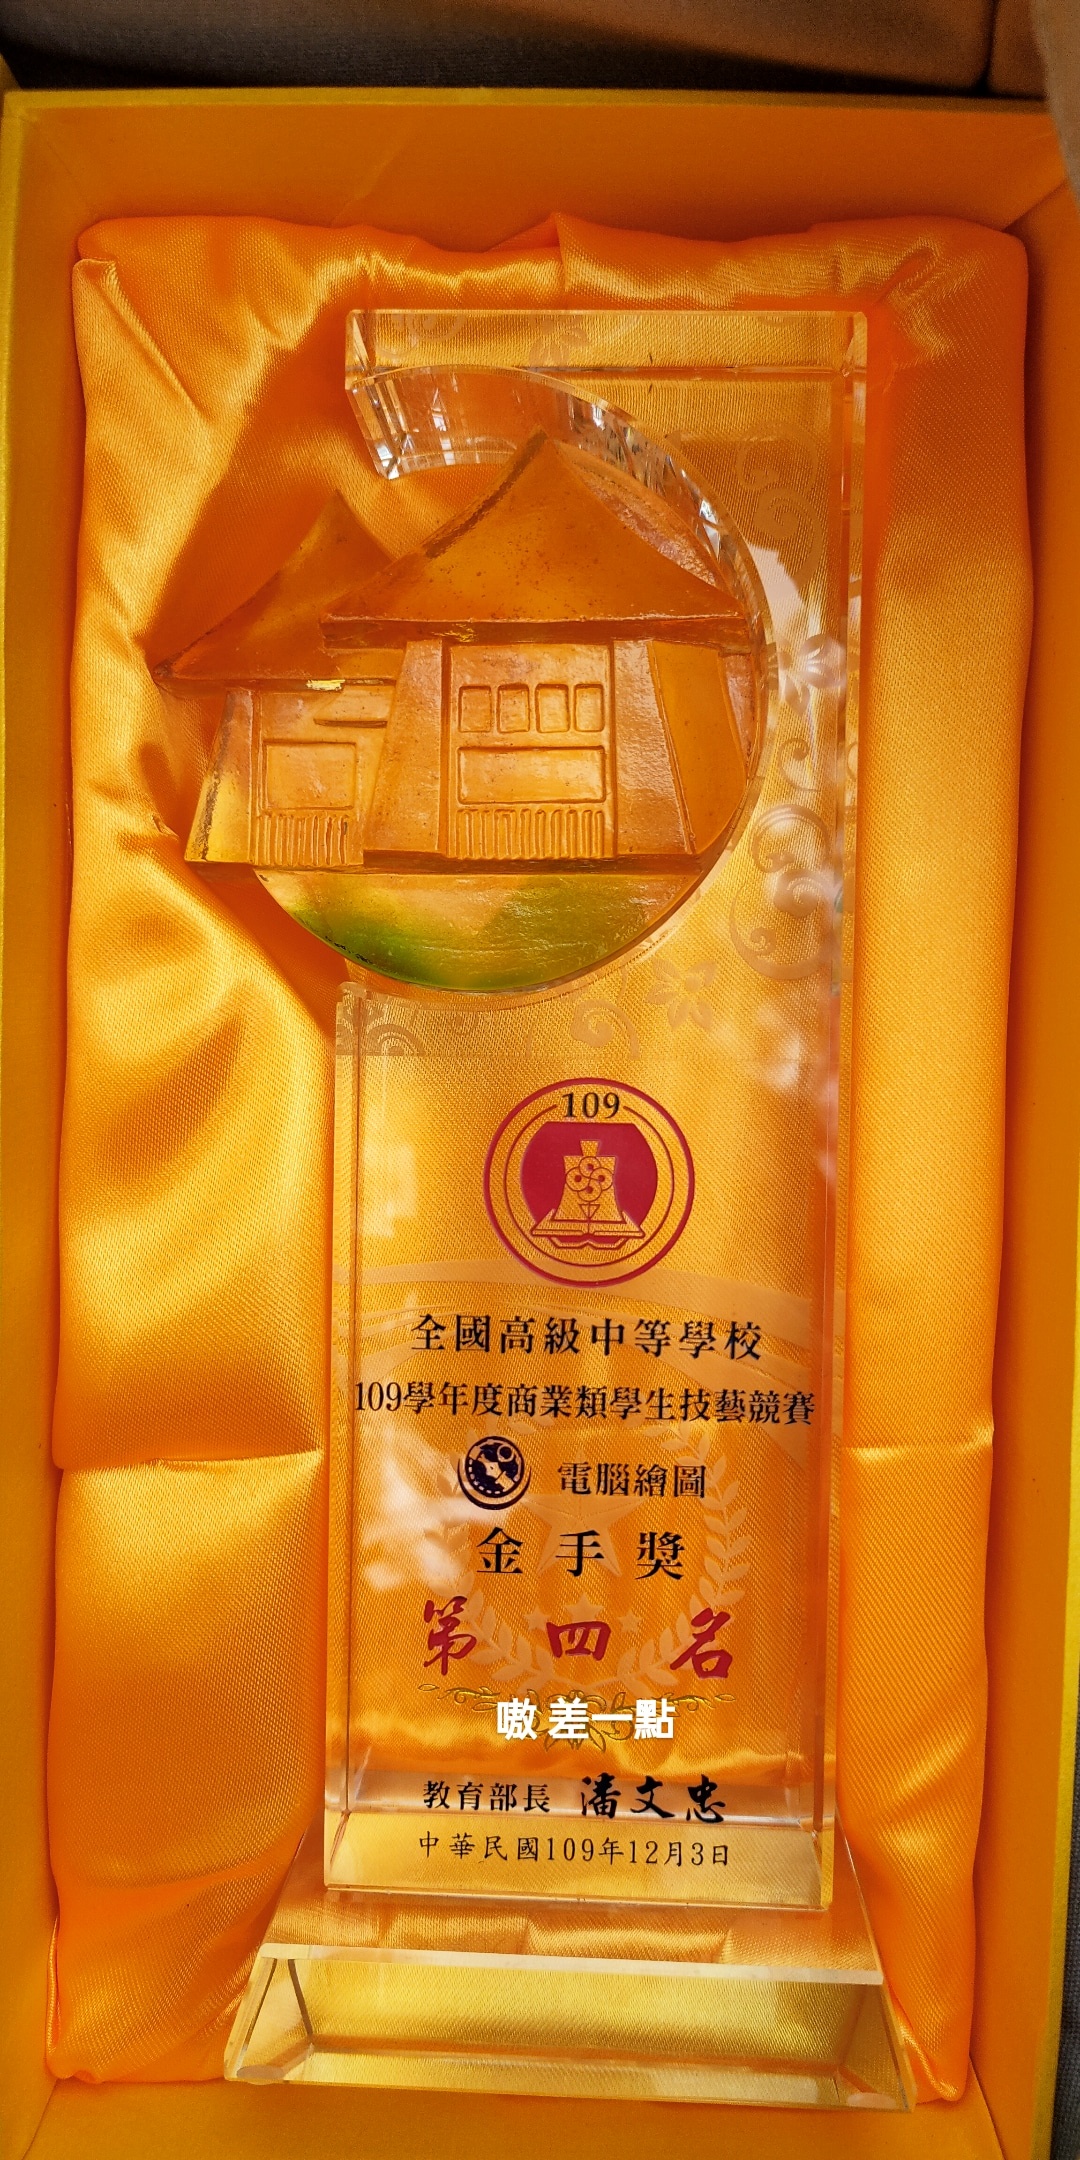 109
全國高級中等學校
109學年度商業類學生技藝競賽
電腦繪圖
金手獎
第四名
嗷 差一點
教育部長 潘文忠
中華民國109年12月3日